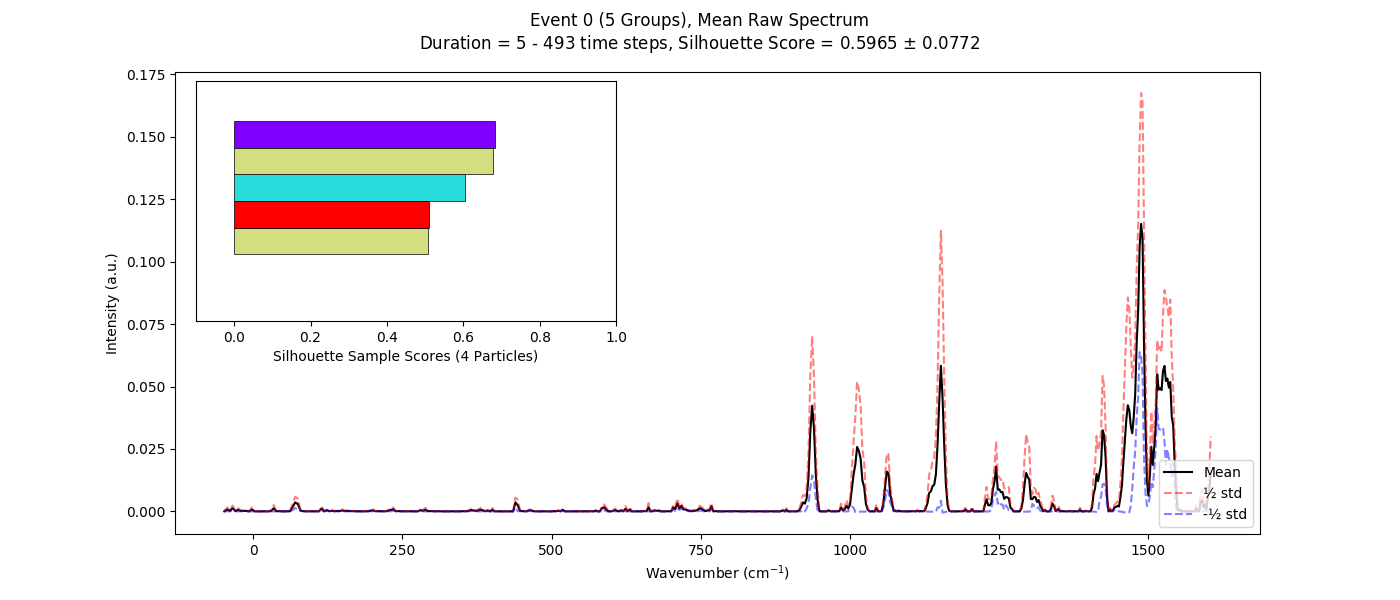 Event 0 (5 Groups), Mean Raw Spectrum
Duration = 5 - 493 time steps, Silhouette Score = 0.5965 ± 0.0772
0.175
0.150
0.125
0.100
0.075
0.050
0.025
0.000
Intensity (a.u.)
0.0 0.2 0.4 0.6 0.8 1.0
Silhouette Sample Scores (4 Particles)
Mean
½ std
-½ std
0 250 500 750 1000 1250 1500
Wavenumber (cm⁻¹)